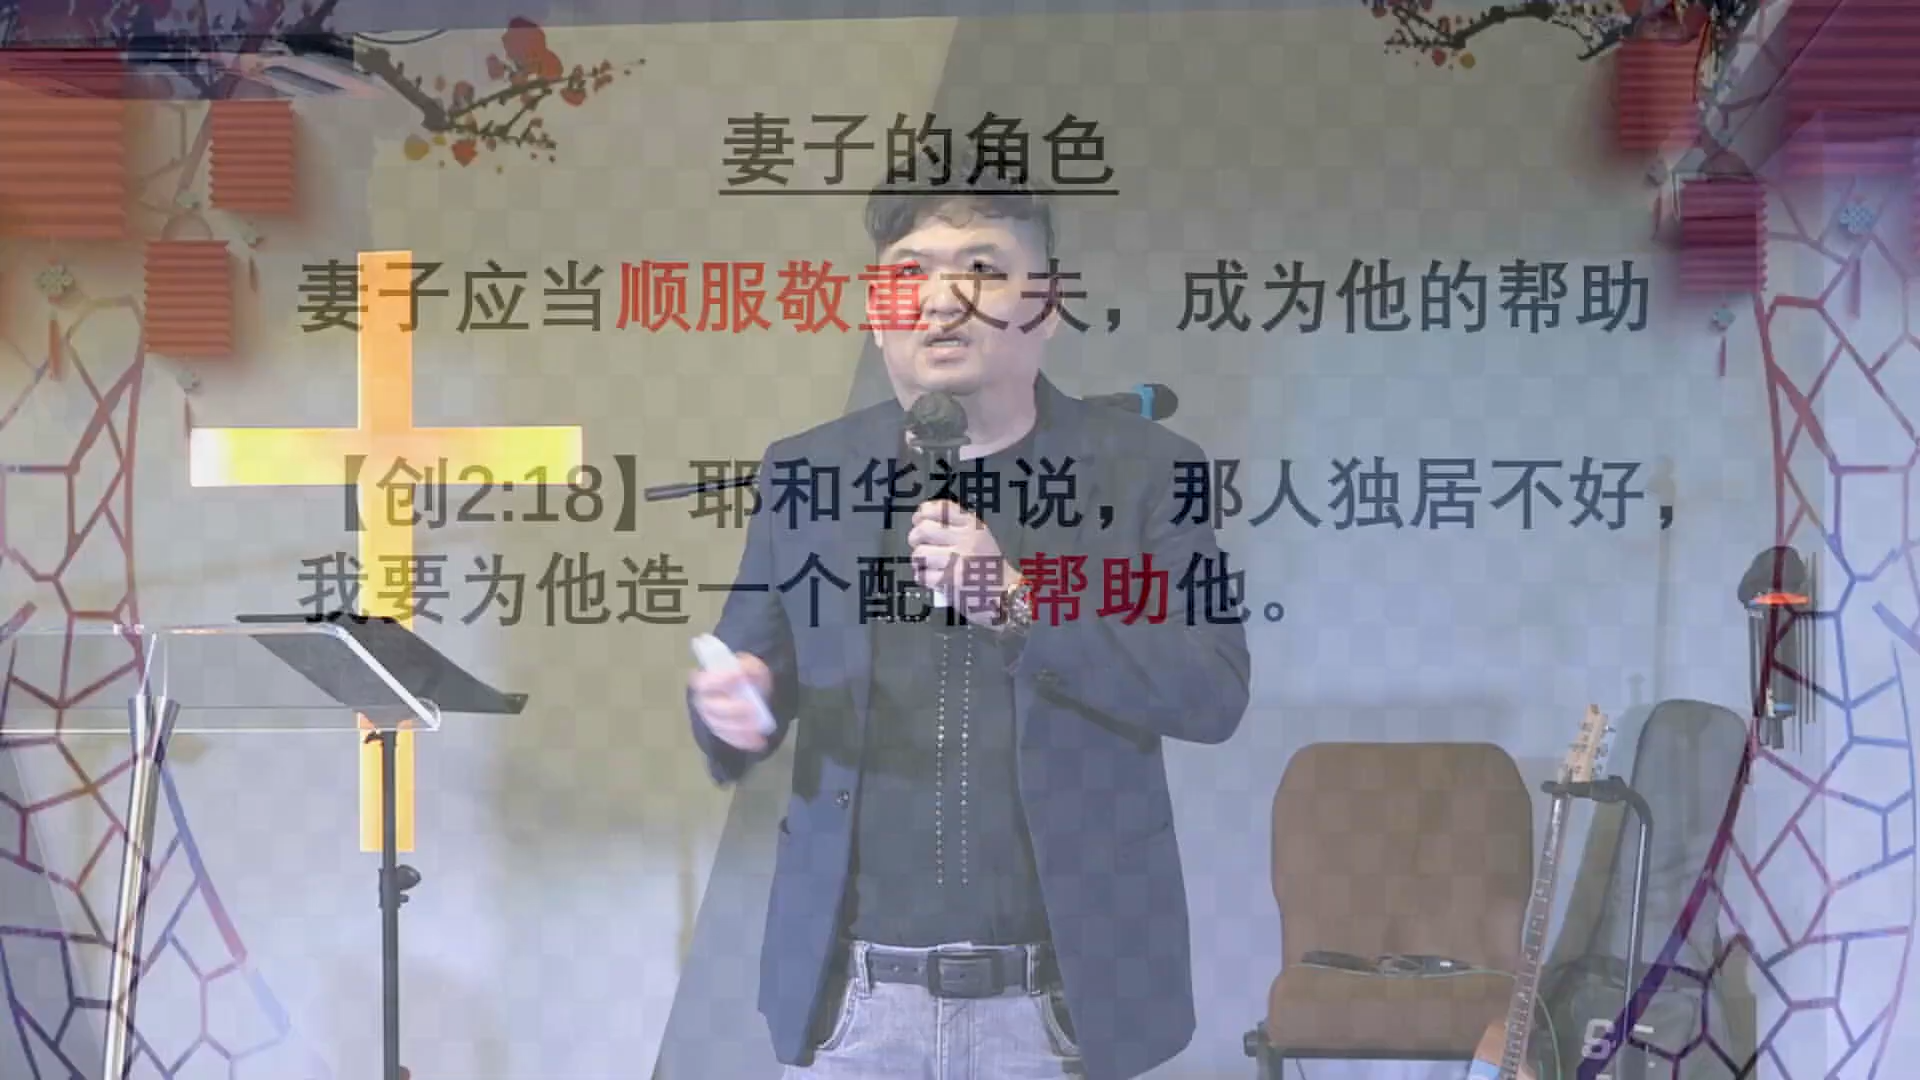 妻子的角色
妻子应当顺服敬重丈夫，成为他的帮助
【创2:18】耶和华神说，那人独居不好，
我要为他造一个配偶帮助他。